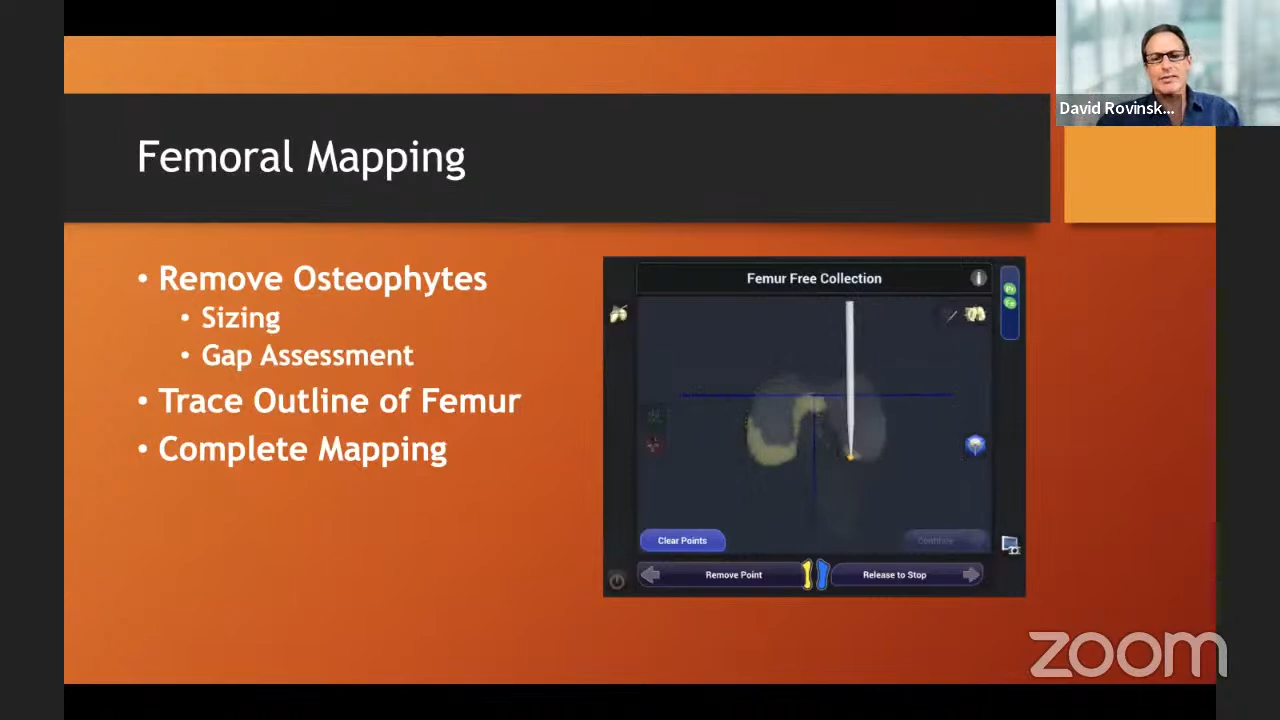 David Rovinsk...
Femoral Mapping
• Remove Osteophytes
• Sizing
• Gap Assessment
• Trace Outline of Femur
• Complete Mapping
Femur Free Collection
i
Clear Points
Continue
Remove Point
Release to Stop
zoom